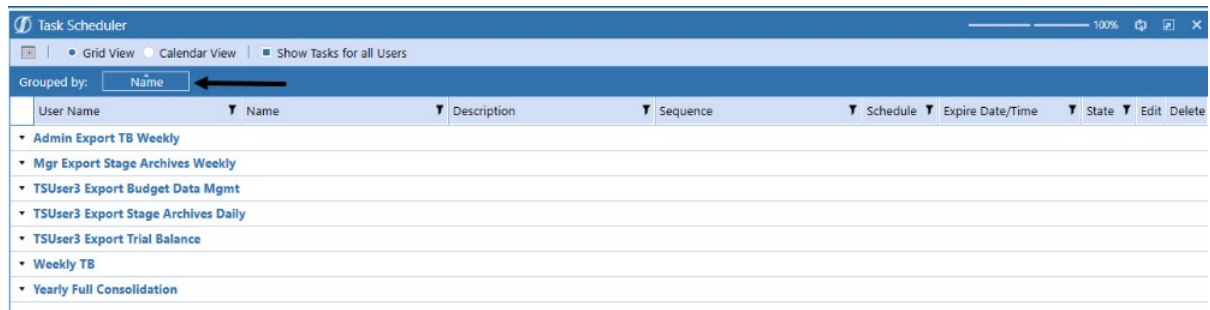 Task Scheduler 100%
Grid View Calendar View Show Tasks for all Users
Grouped by: Name
User Name Name Description Sequence Schedule Expire Date/Time State Edit Delete
Admin Export TB Weekly
Mgr Export Stage Archives Weekly
TSUser3 Export Budget Data Mgmt
TSUser3 Export Stage Archives Daily
TSUser3 Export Trial Balance
Weekly TB
Yearly Full Consolidation